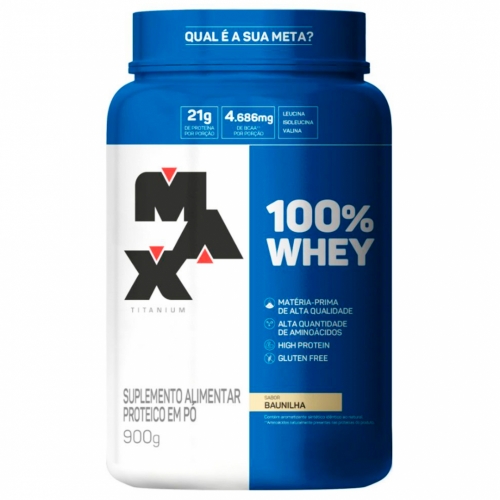 QUAL É A SUA META?
21g
DE PROTEÍNA
POR PORÇÃO
4.686mg
DE BCAA
POR PORÇÃO
LEUCINA
ISOLEUCINA
VALINA
MAX
TITANIUM
100%
WHEY
MATÉRIA-PRIMA
DE ALTA QUALIDADE
ALTA QUANTIDADE
DE AMINOÁCIDOS
HIGH PROTEIN
GLUTEN FREE
SUPLEMENTO ALIMENTAR
PROTEICO EM PÓ
900g
SABOR
BAUNILHA